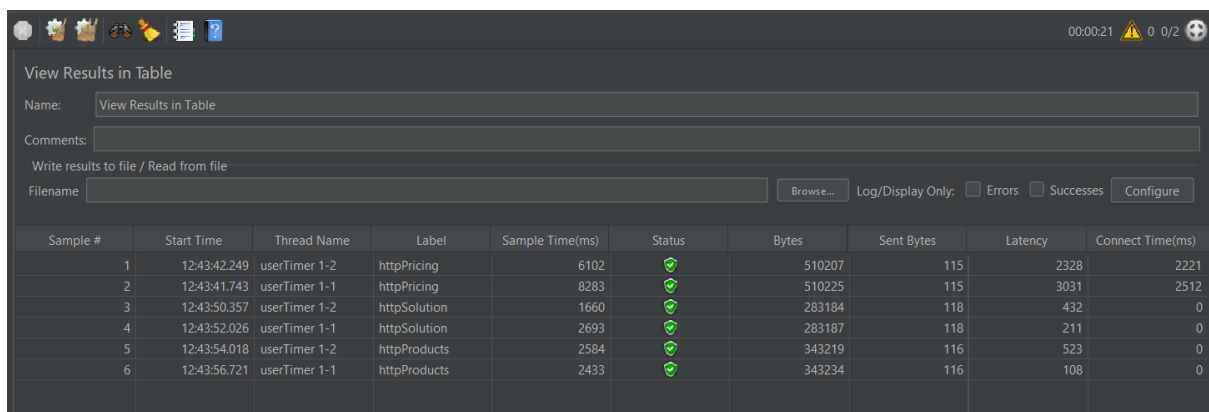 00:00:21 0 0/2
View Results in Table
Name: View Results in Table
Comments:
Write results to file / Read from file
Filename Browse... Log/Display Only: Errors Successes Configure
Sample # Start Time Thread Name Label Sample Time(ms) Status Bytes Sent Bytes Latency Connect Time(ms)
1 12:43:42.249 userTimer 1-2 httpPricing 6102 510207 115 2328 2221
2 12:43:41.743 userTimer 1-1 httpPricing 8283 510225 115 3031 2512
3 12:43:50.357 userTimer 1-2 httpSolution 1660 283184 118 432 0
4 12:43:52.026 userTimer 1-1 httpSolution 2693 283187 118 211 0
5 12:43:54.018 userTimer 1-2 httpProducts 2584 343219 116 523 0
6 12:43:56.721 userTimer 1-1 httpProducts 2433 343234 116 108 0